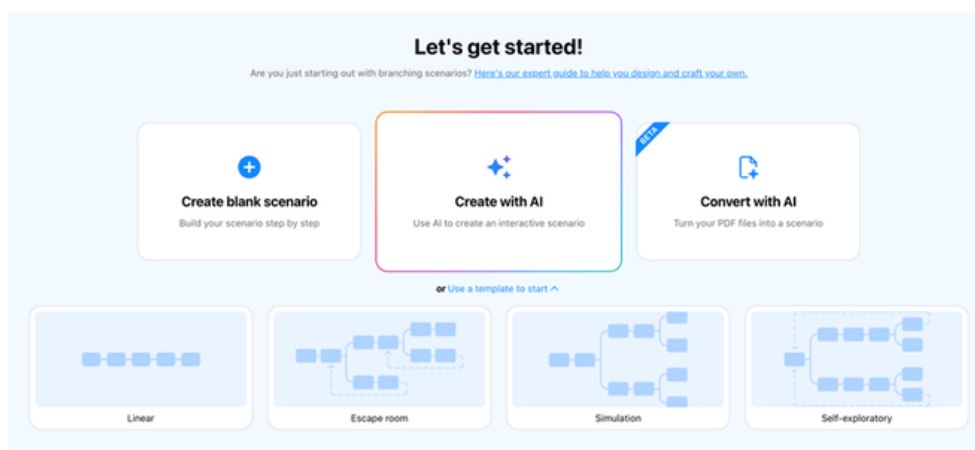 Let's get started!
Are you just starting out with branching scenarios? Here's our expert guide to help you design and craft your own.
Create blank scenario
Build your scenario step by step
Create with AI
Use AI to create an interactive scenario
BETA
Convert with AI
Turn your PDF files into a scenario
or Use a template to start
Linear
Escape room
Simulation
Self-exploratory